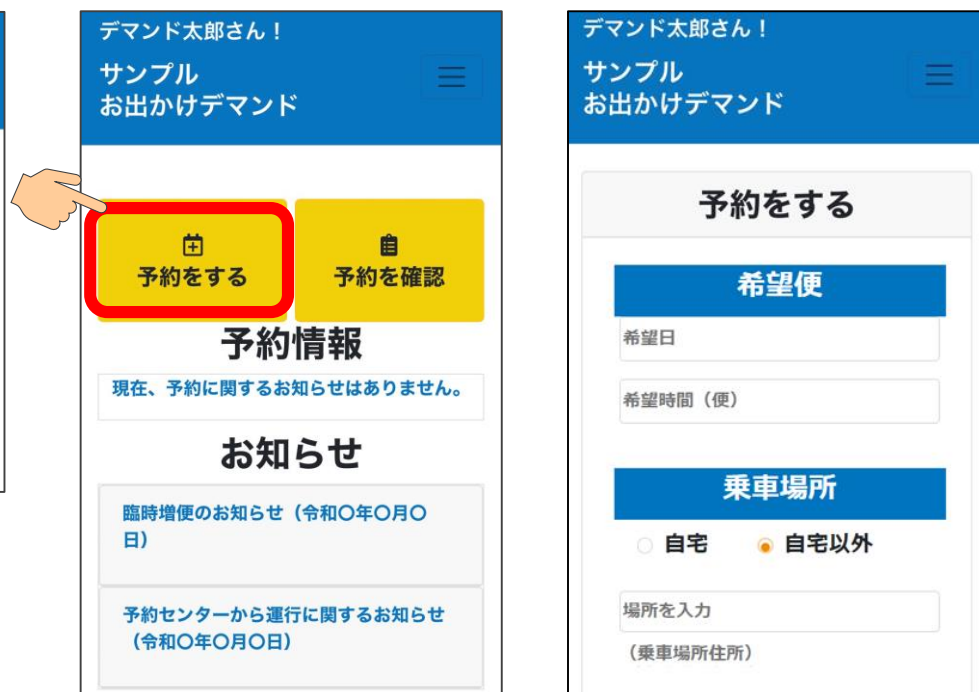 デマンド太郎さん！
サンプル
お出かけデマンド
予約をする
予約を確認
予約情報
現在、予約に関するお知らせはありません。
お知らせ
臨時増便のお知らせ（令和〇年〇月〇
日）
予約センターから運行に関するお知らせ
（令和〇年〇月〇日）
デマンド太郎さん！
サンプル
お出かけデマンド
予約をする
希望便
希望日
希望時間（便）
乗車場所
自宅
自宅以外
場所を入力
（乗車場所住所）